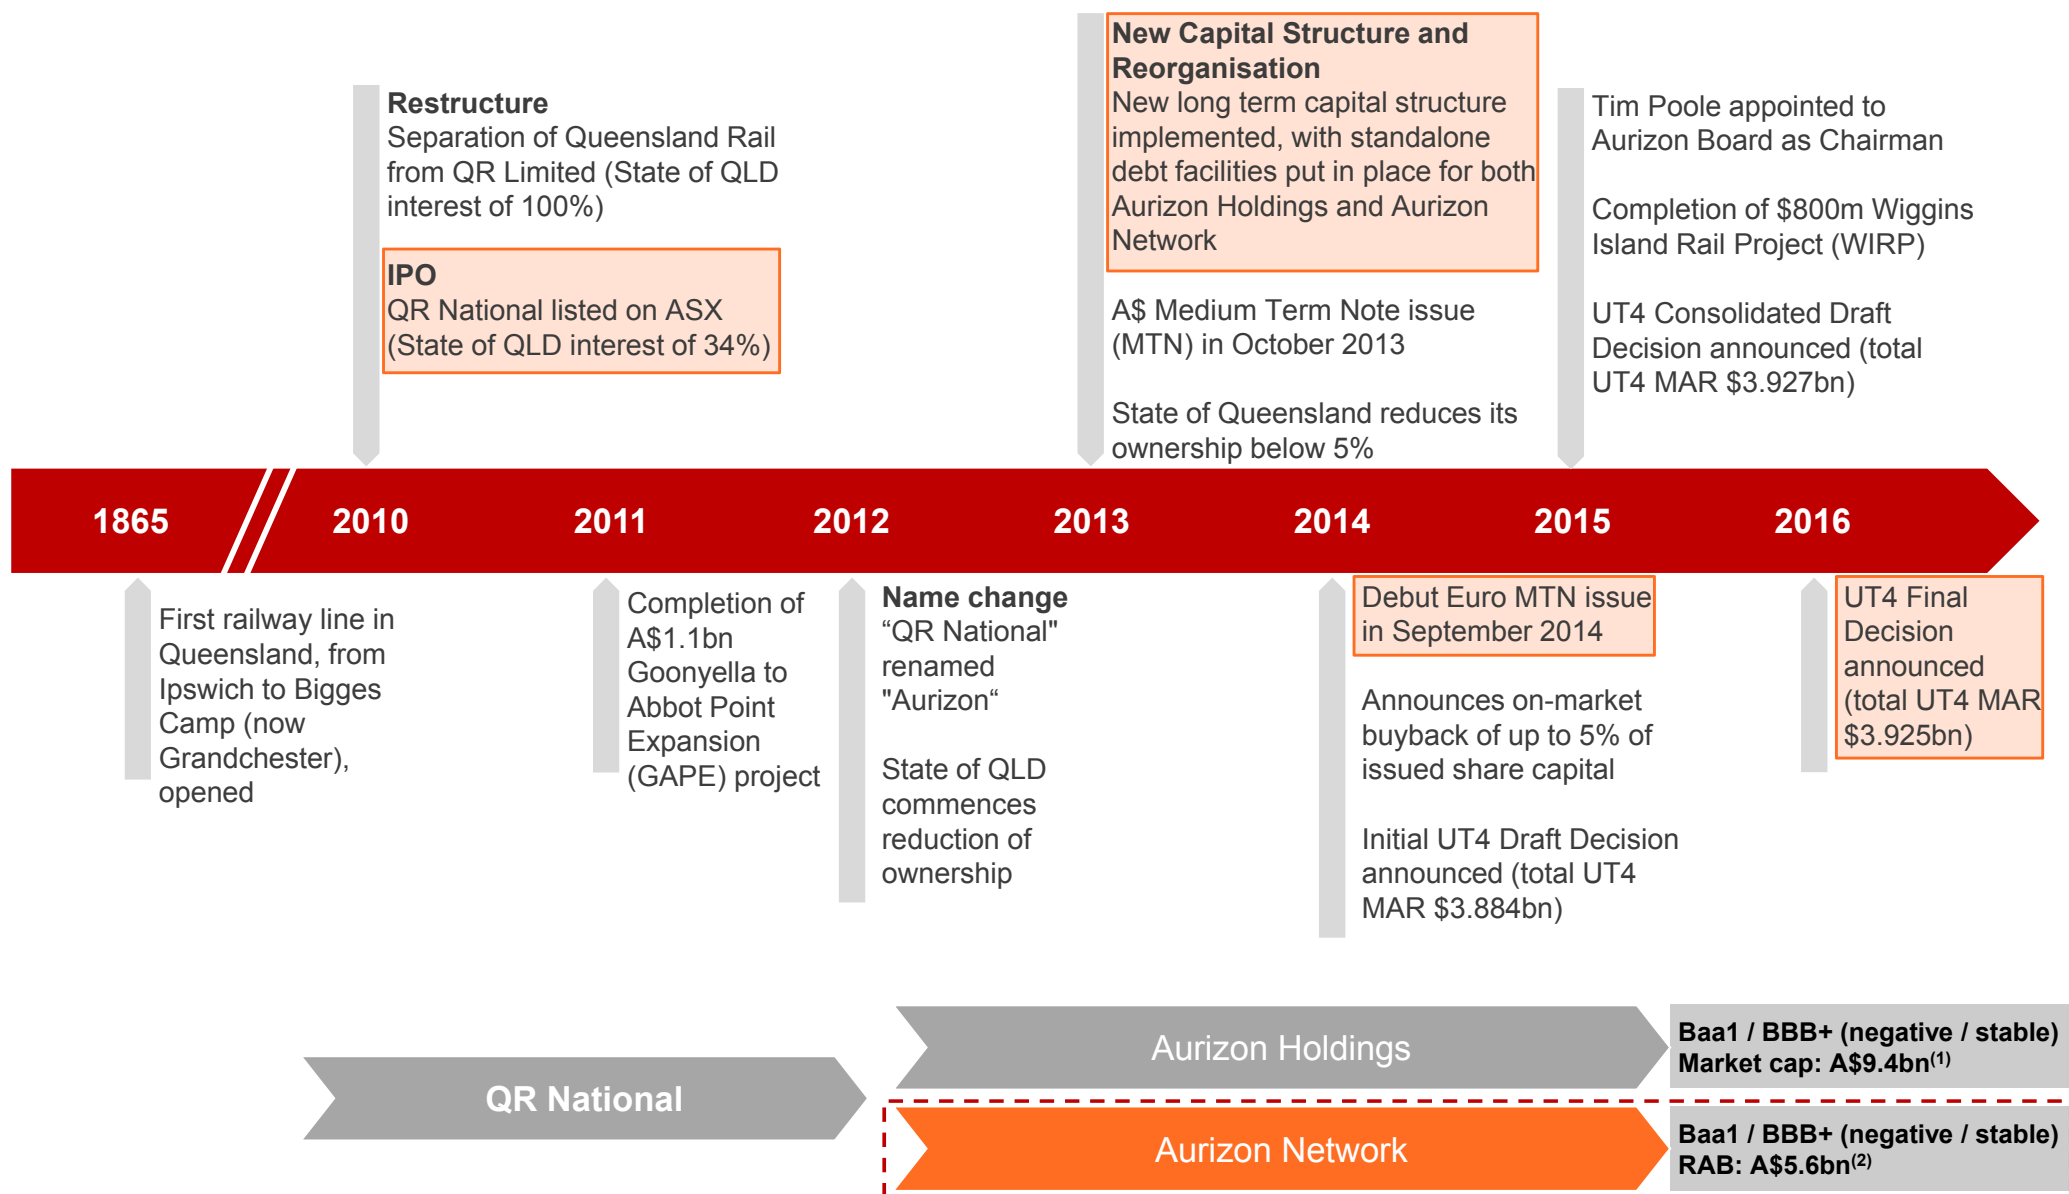 Restructure
Separation of Queensland Rail
from QR Limited (State of QLD
interest of 100%)
IPO
QR National listed on ASX
(State of QLD interest of 34%)
New Capital Structure and
Reorganisation
New long term capital structure
implemented, with standalone
debt facilities put in place for both
Aurizon Holdings and Aurizon
Network
A$ Medium Term Note issue
(MTN) in October 2013
State of Queensland reduces its
ownership below 5%
Tim Poole appointed to
Aurizon Board as Chairman
Completion of $800m Wiggins
Island Rail Project (WIRP)
UT4 Consolidated Draft
Decision announced (total
UT4 MAR $3.927bn)
1865 2010 2011 2012 2013 2014 2015 2016
First railway line in
Queensland, from
Ipswich to Bigges
Camp (now
Grandchester),
opened
Completion of
A$1.1bn
Goonyella to
Abbot Point
Expansion
(GAPE) project
Name change
“QR National"
renamed
"Aurizon“
State of QLD
commences
reduction of
ownership
Debut Euro MTN issue
in September 2014
Announces on-market
buyback of up to 5% of
issued share capital
Initial UT4 Draft Decision
announced (total UT4
MAR $3.884bn)
UT4 Final
Decision
announced
(total UT4 MAR
$3.925bn)
QR National
Aurizon Holdings
Baa1 / BBB+ (negative / stable)
Market cap: A$9.4bn(1)
Aurizon Network
Baa1 / BBB+ (negative / stable)
RAB: A$5.6bn(2)